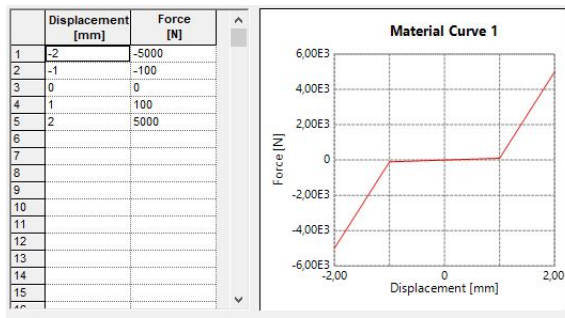 Displacement [mm] Force [N]
1 -2 -5000
2 -1 -100
3 0 0
4 1 100
5 2 5000
6
7
8
9
10
11
12
13
14
15
Material Curve 1
6,00E3
4,00E3
2,00E3
0
-2,00E3
-4,00E3
-6,00E3
Force [N]
-2,00 0 2,00
Displacement [mm]